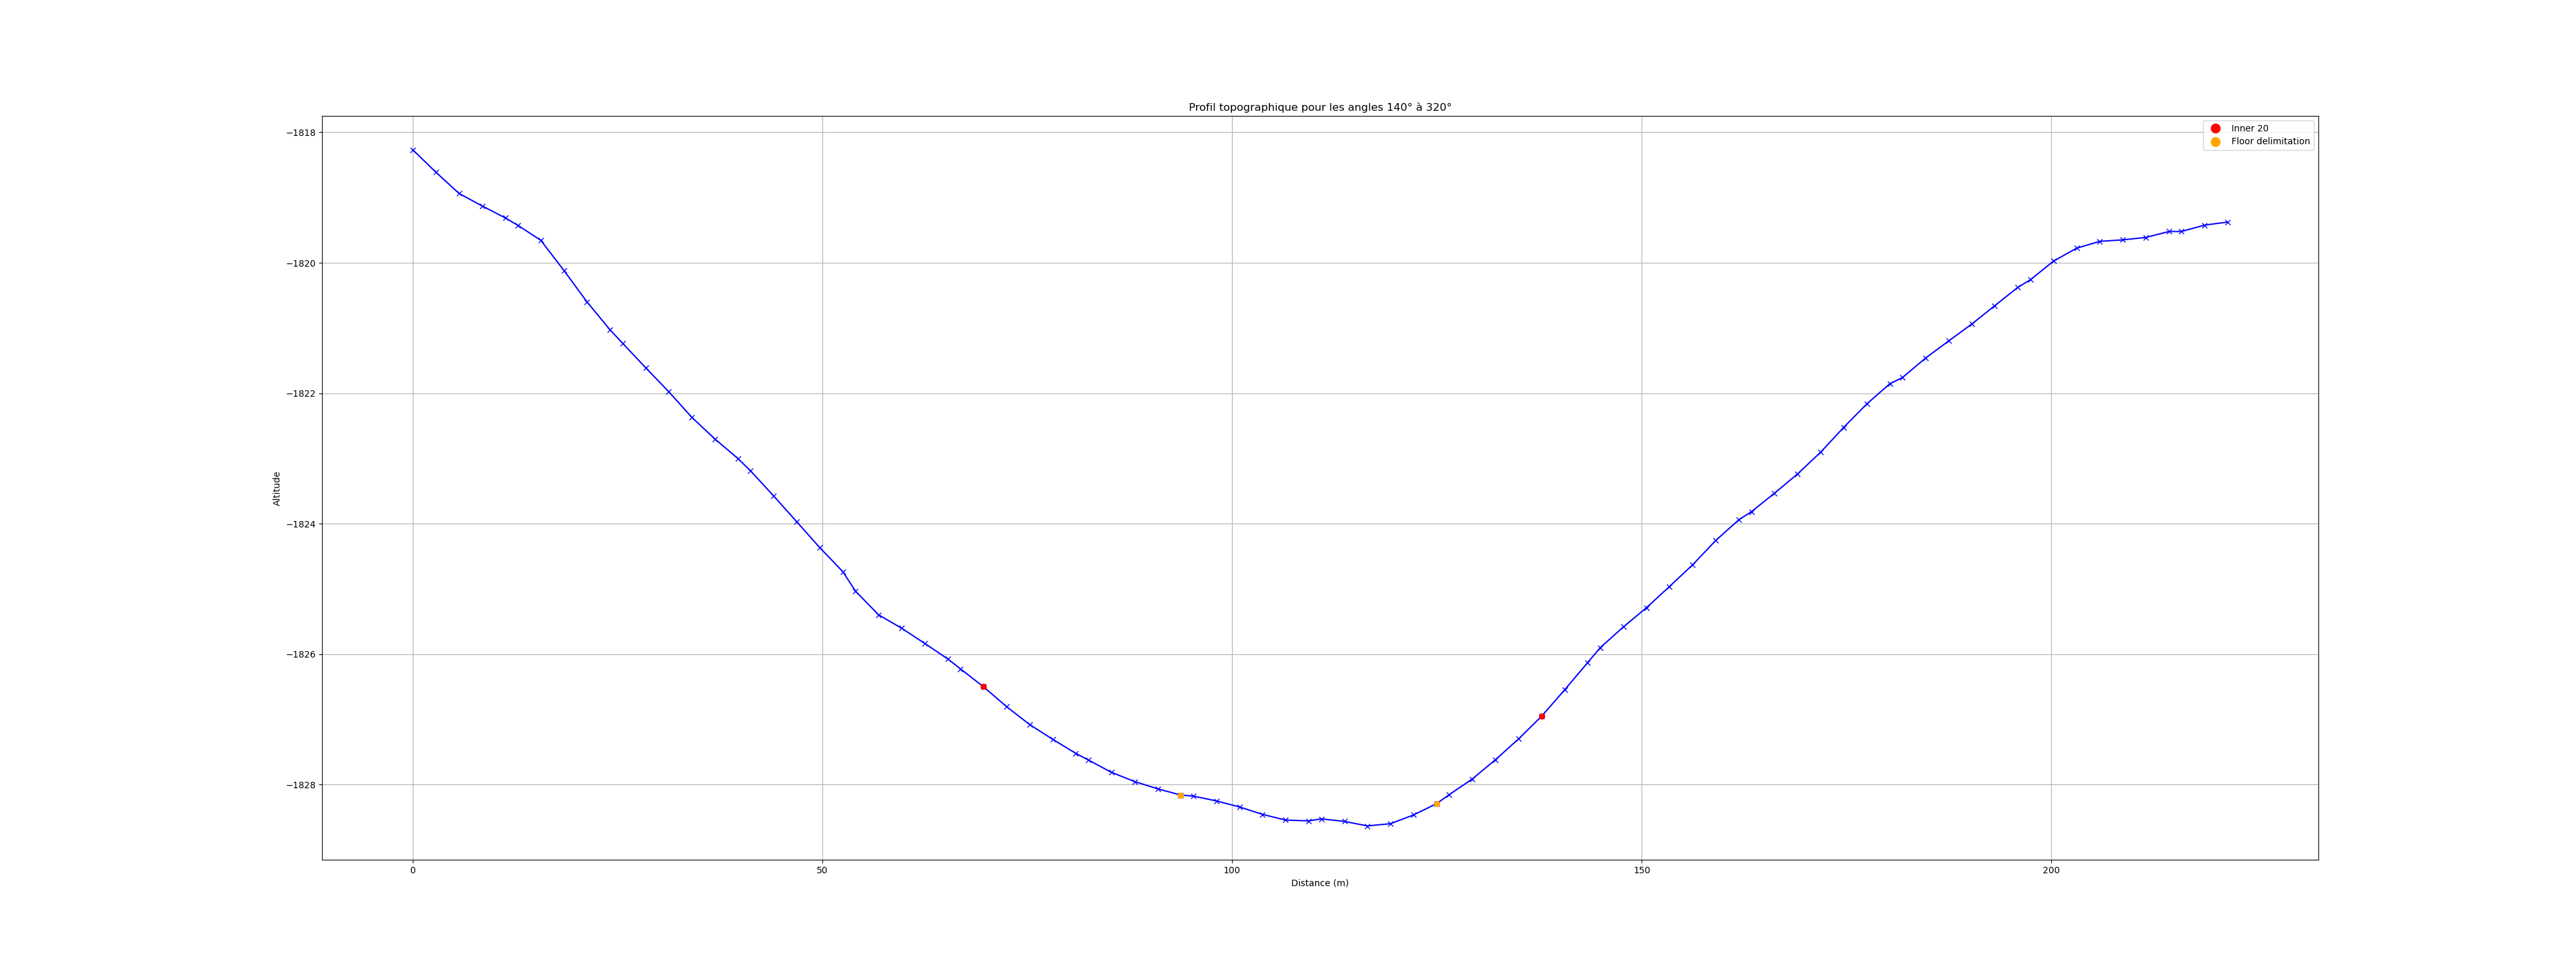 Profil topographique pour les angles 140° à 320°
Inner 20
Floor delimitation
Altitude
−1818
−1820
−1822
−1824
−1826
−1828
0
50
100
150
200
Distance (m)